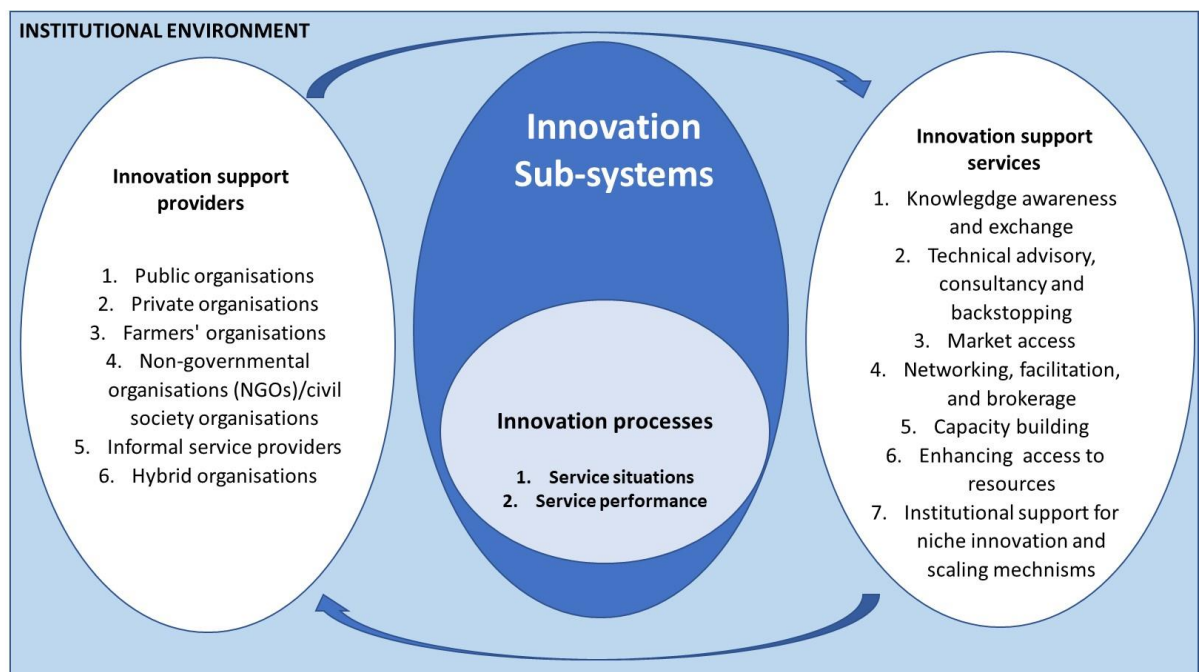 INSTITUTIONAL ENVIRONMENT
Innovation support
providers
1. Public organisations
2. Private organisations
3. Farmers' organisations
4. Non-governmental
organisations (NGOs)/civil
society organisations
5. Informal service providers
6. Hybrid organisations
Innovation
Sub-systems
Innovation processes
1. Service situations
2. Service performance
Innovation support
services
1. Knowlegdge awareness
and exchange
2. Technical advisory,
consultancy and
backstopping
3. Market access
4. Networking, facilitation,
and brokerage
5. Capacity building
6. Enhancing access to
resources
7. Institutional support for
niche innovation and
scaling mechnisms